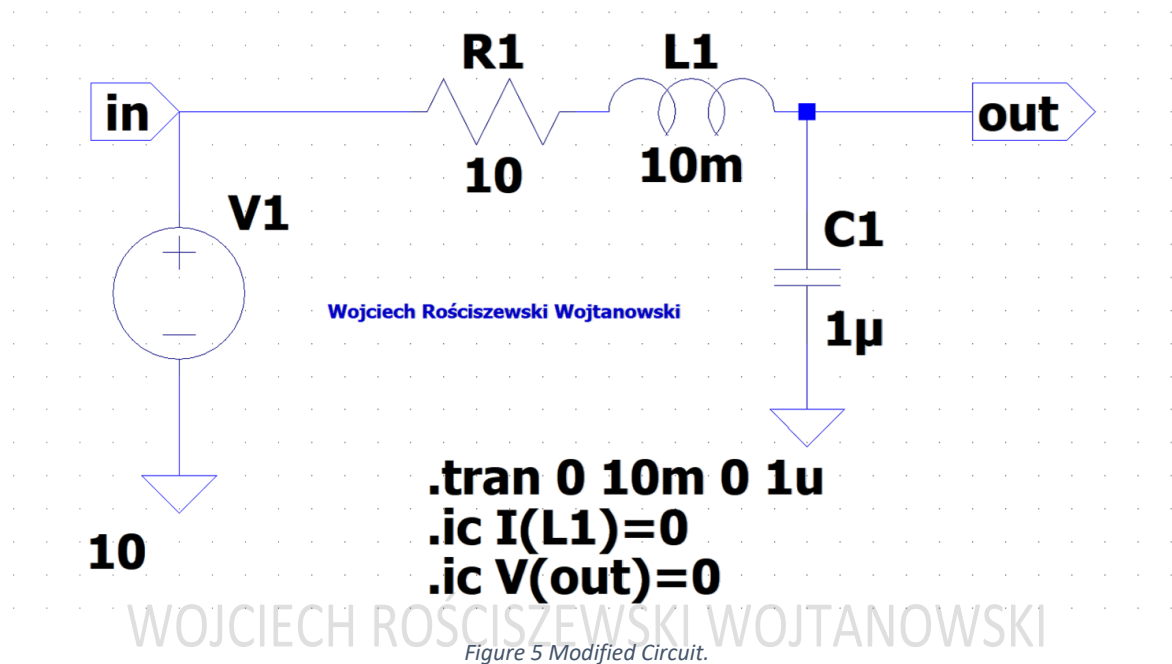 R1
L1
in
out
10
10m
V1
C1
Wojciech Rościszewski Wojtanowski
1µ
.tran 0 10m 0 1u
.ic I(L1)=0
10
.ic V(out)=0
WOJCIECH ROŚCISZEWSKI WOJTANOWSKI
Figure 5 Modified Circuit.